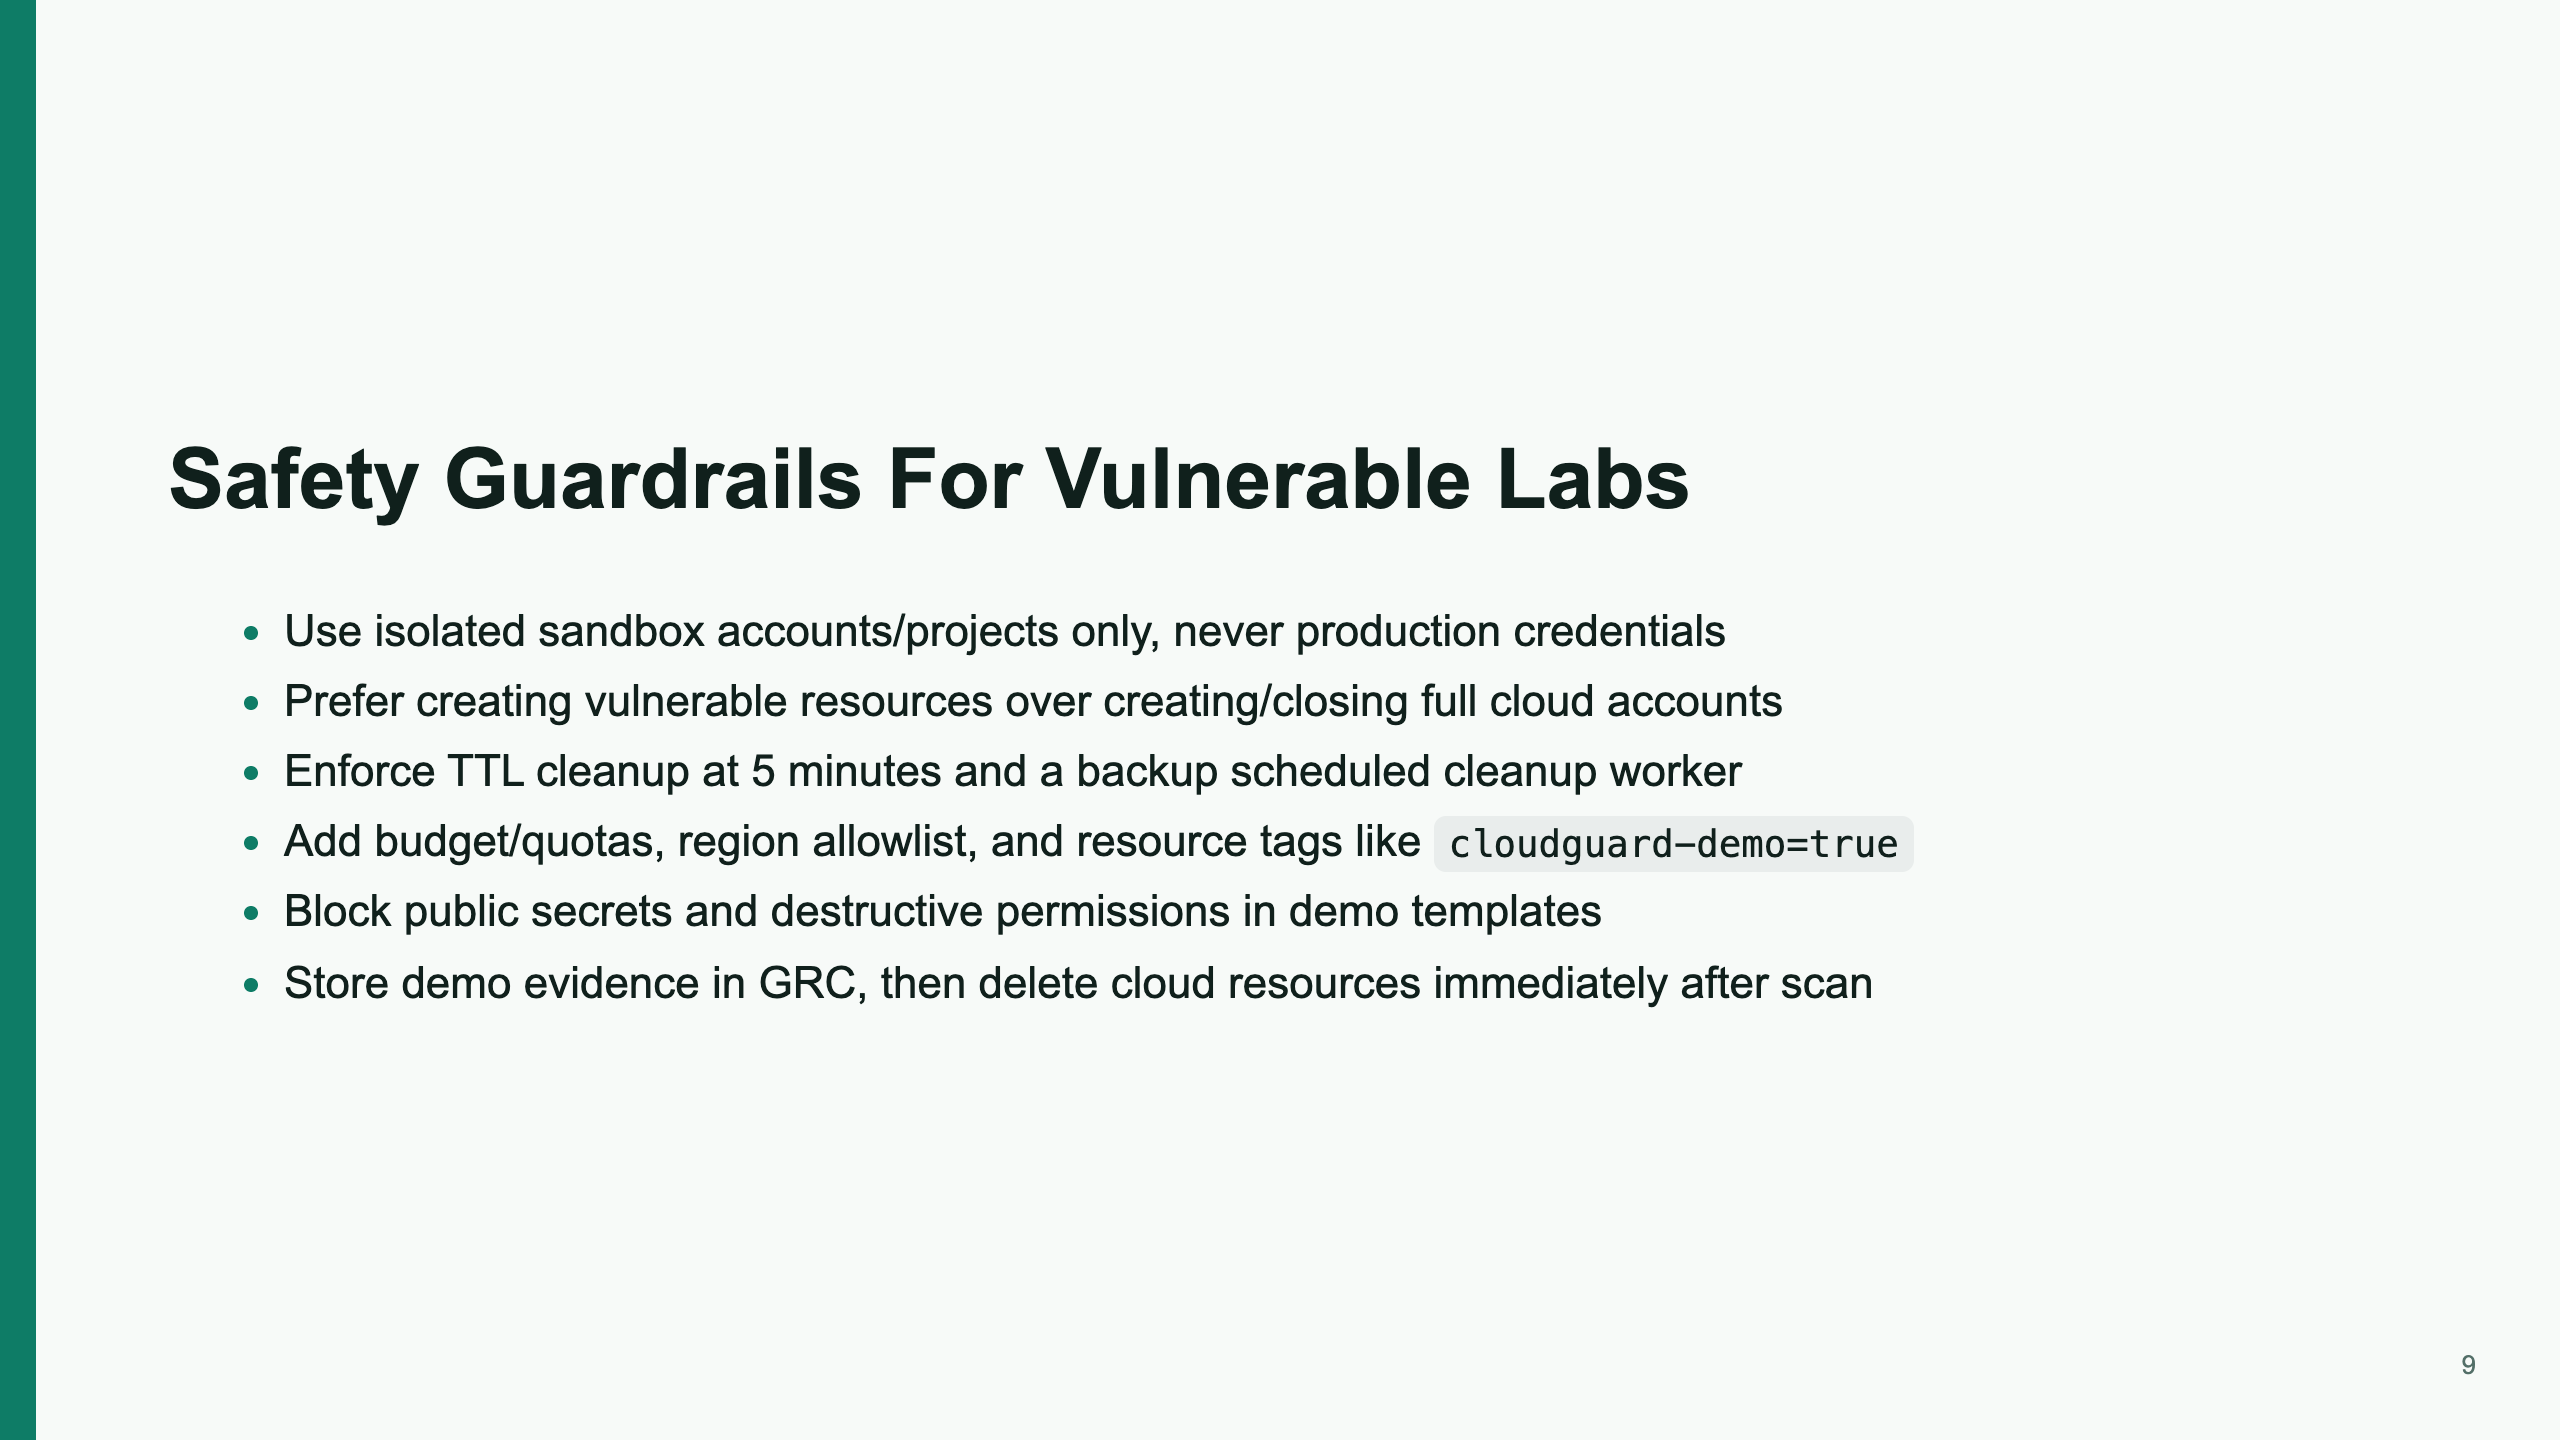 Safety Guardrails For Vulnerable Labs
• Use isolated sandbox accounts/projects only, never production credentials
• Prefer creating vulnerable resources over creating/closing full cloud accounts
• Enforce TTL cleanup at 5 minutes and a backup scheduled cleanup worker
• Add budget/quotas, region allowlist, and resource tags like cloudguard-demo=true
• Block public secrets and destructive permissions in demo templates
• Store demo evidence in GRC, then delete cloud resources immediately after scan
9